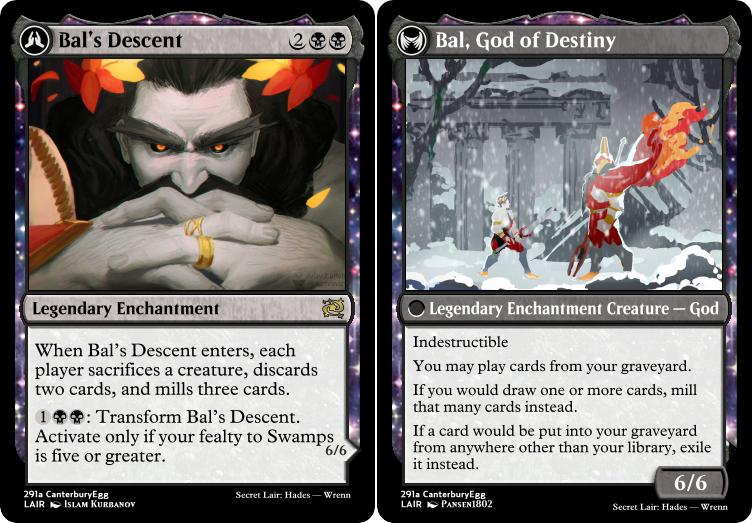 Bal's Descent 2
Legendary Enchantment
When Bal's Descent enters, each
player sacrifices a creature, discards
two cards, and mills three cards.
1: Transform Bal's Descent.
Activate only if your fealty to Swamps
is five or greater.
6/6
291a CanterburyEgg
LAIR Islam Kurbanov
Secret Lair: Hades — Wrenn
Bal, God of Destiny
Legendary Enchantment Creature — God
Indestructible
You may play cards from your graveyard.
If you would draw one or more cards, mill
that many cards instead.
If a card would be put into your graveyard
from anywhere other than your library, exile
it instead.
6/6
291a CanterburyEgg
LAIR Pansen1802
Secret Lair: Hades — Wrenn